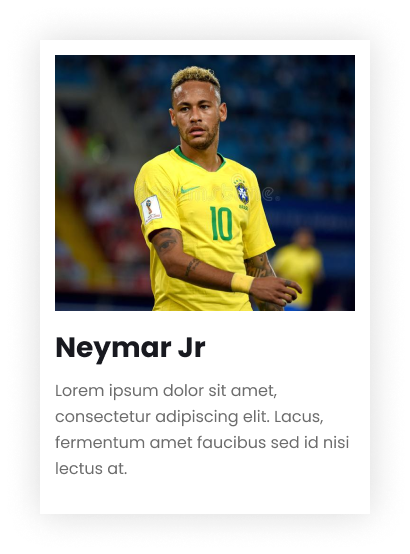 10
Neymar Jr
Lorem ipsum dolor sit amet,
consectetur adipiscing elit. Lacus,
fermentum amet faucibus sed id nisi
lectus at.